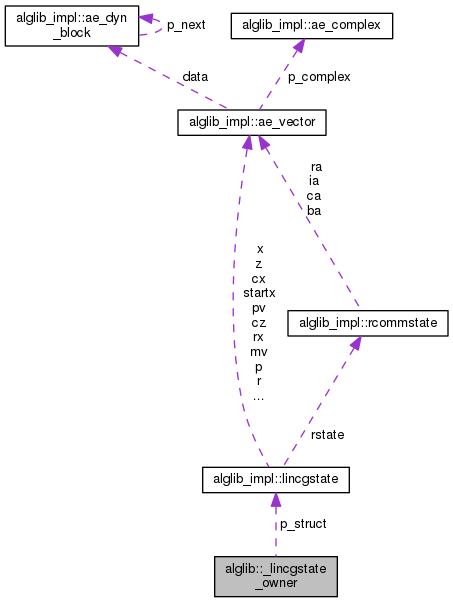 alglib_impl::ae_dyn
_block
p_next
alglib_impl::ae_complex
data
p_complex
alglib_impl::ae_vector
ra
ia
ca
ba
x
z
cx
startx
pv
cz
rx
mv
p
r
...
alglib_impl::rcommstate
rstate
alglib_impl::lincgstate
p_struct
alglib::_lincgstate
_owner